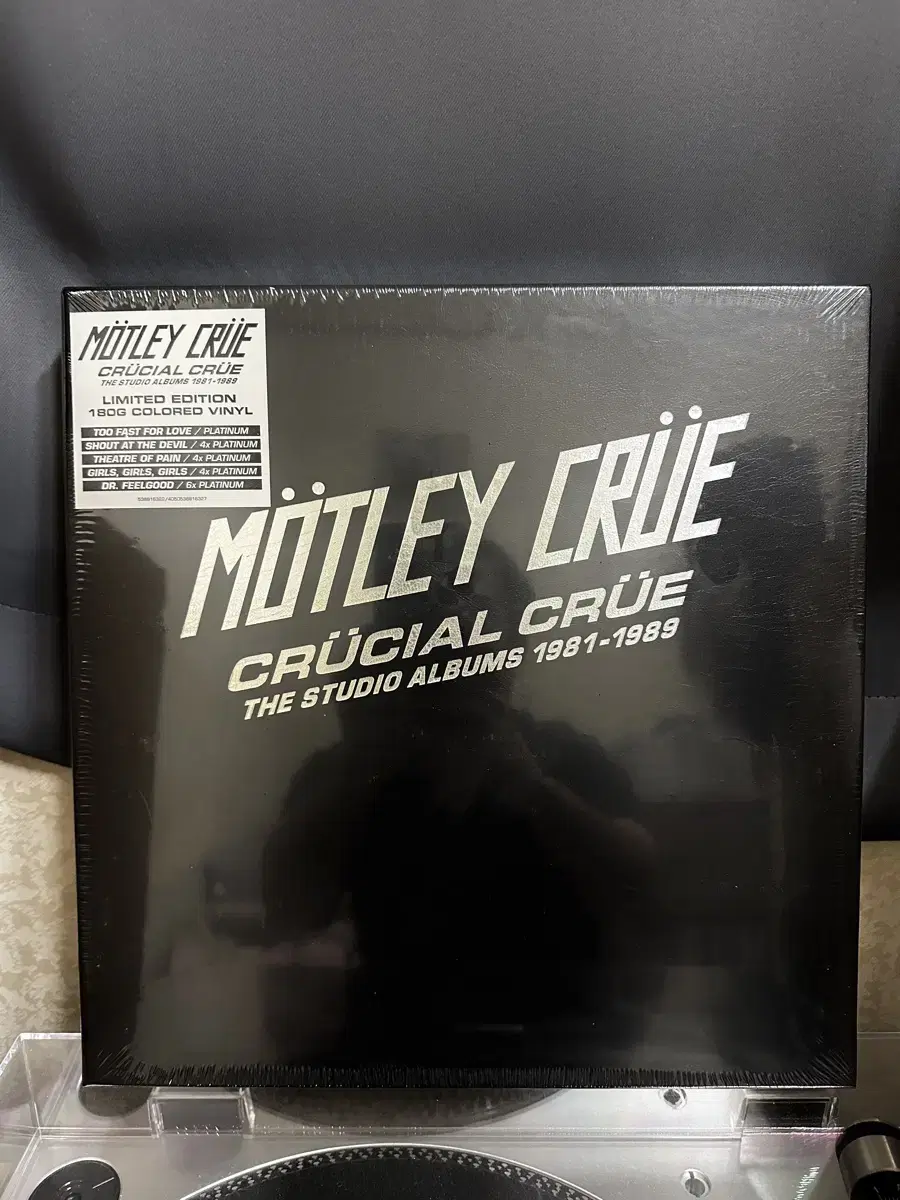 MÖTLEY CRÜE
CRÜCIAL CRÜE
THE STUDIO ALBUMS 1981-1989
LIMITED EDITION
180G COLORED VINYL
TOO FAST FOR LOVE / PLATINUM
SHOUT AT THE DEVIL / 4x PLATINUM
THEATRE OF PAIN / 4x PLATINUM
GIRLS, GIRLS, GIRLS / 4x PLATINUM
DR. FEELGOOD / 6x PLATINUM
MÖTLEY CRÜE
CRÜCIAL CRÜE
THE STUDIO ALBUMS 1981-1989